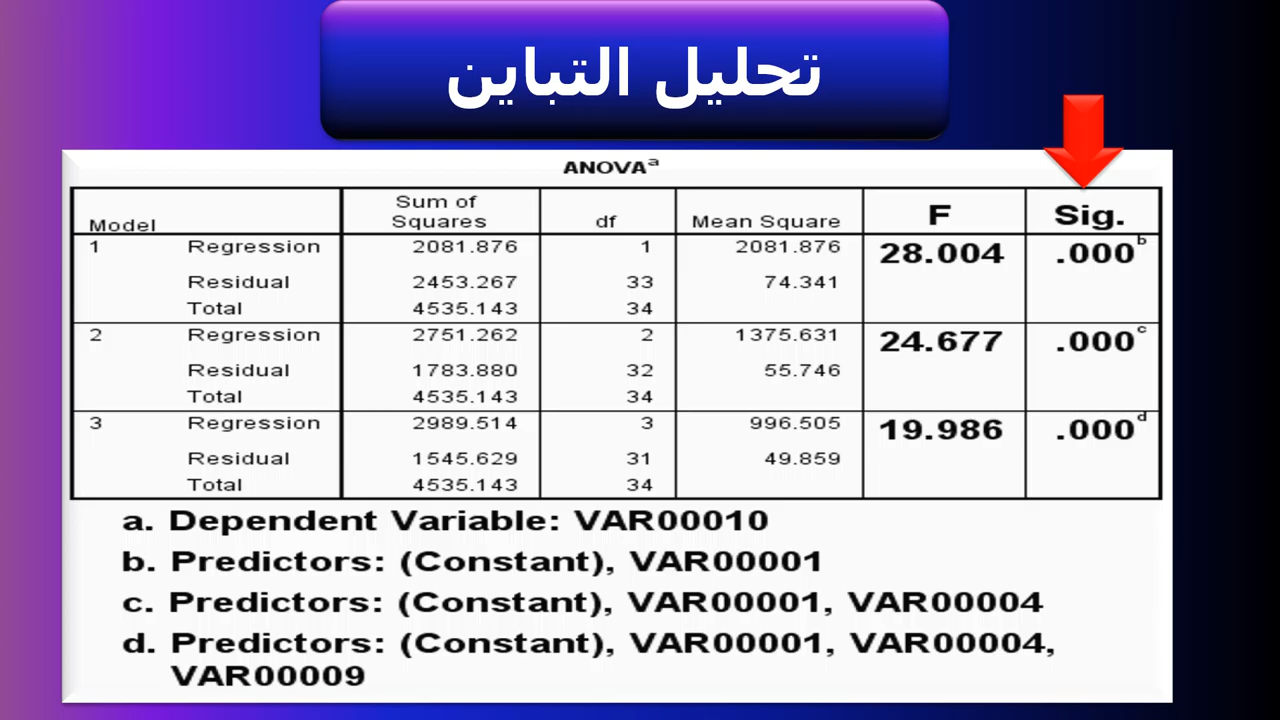 تحليل التباين
ANOVAª
Model Sum of Squares df Mean Square F Sig.
1 Regression 2081.876 1 2081.876 28.004 .000b
Residual 2453.267 33 74.341
Total 4535.143 34
2 Regression 2751.262 2 1375.631 24.677 .000c
Residual 1783.880 32 55.746
Total 4535.143 34
3 Regression 2989.514 3 996.505 19.986 .000d
Residual 1545.629 31 49.859
Total 4535.143 34
a. Dependent Variable: VAR00010
b. Predictors: (Constant), VAR00001
c. Predictors: (Constant), VAR00001, VAR00004
d. Predictors: (Constant), VAR00001, VAR00004,
VAR00009